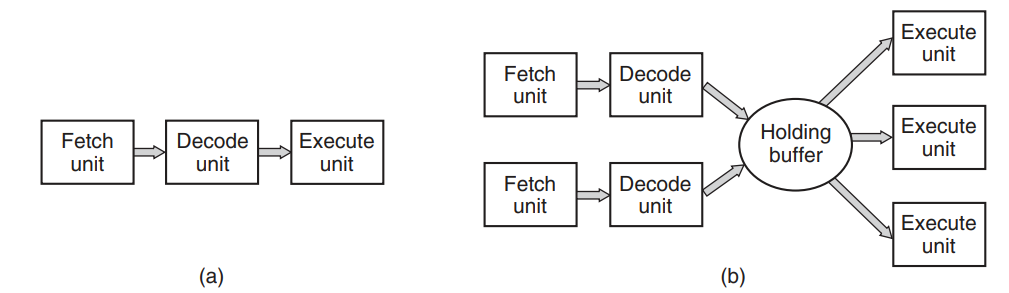 Fetch
unit
Decode
unit
Execute
unit
(a)
Fetch
unit
Decode
unit
Fetch
unit
Decode
unit
Holding
buffer
Execute
unit
Execute
unit
Execute
unit
(b)